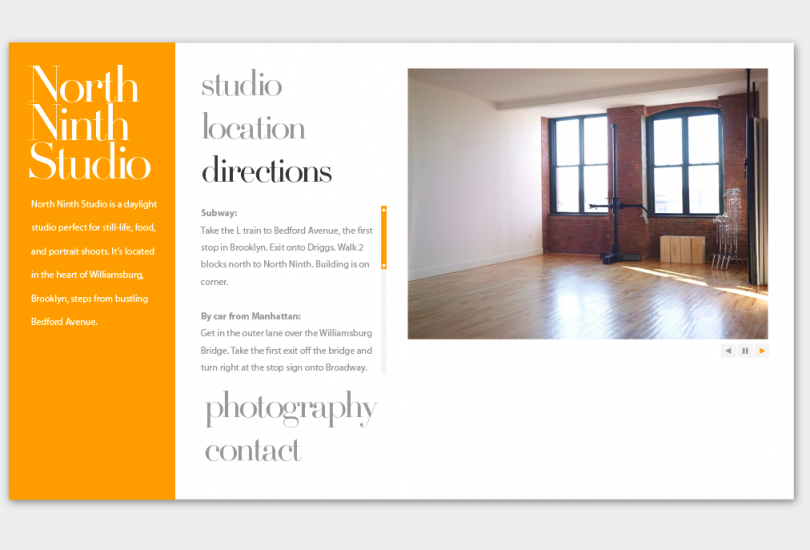 North
Ninth
Studio
North Ninth Studio is a daylight
studio perfect for still-life, food,
and portrait shoots. It's located
in the heart of Williamsburg,
Brooklyn, steps from bustling
Bedford Avenue.
studio
location
directions
Subway:
Take the L train to Bedford Avenue, the first
stop in Brooklyn. Exit onto Driggs. Walk 2
blocks north to North Ninth. Building is on
corner.
By car from Manhattan:
Get in the outer lane over the Williamsburg
Bridge. Take the first exit off the bridge and
turn right at the stop sign onto Broadway.
photography
contact